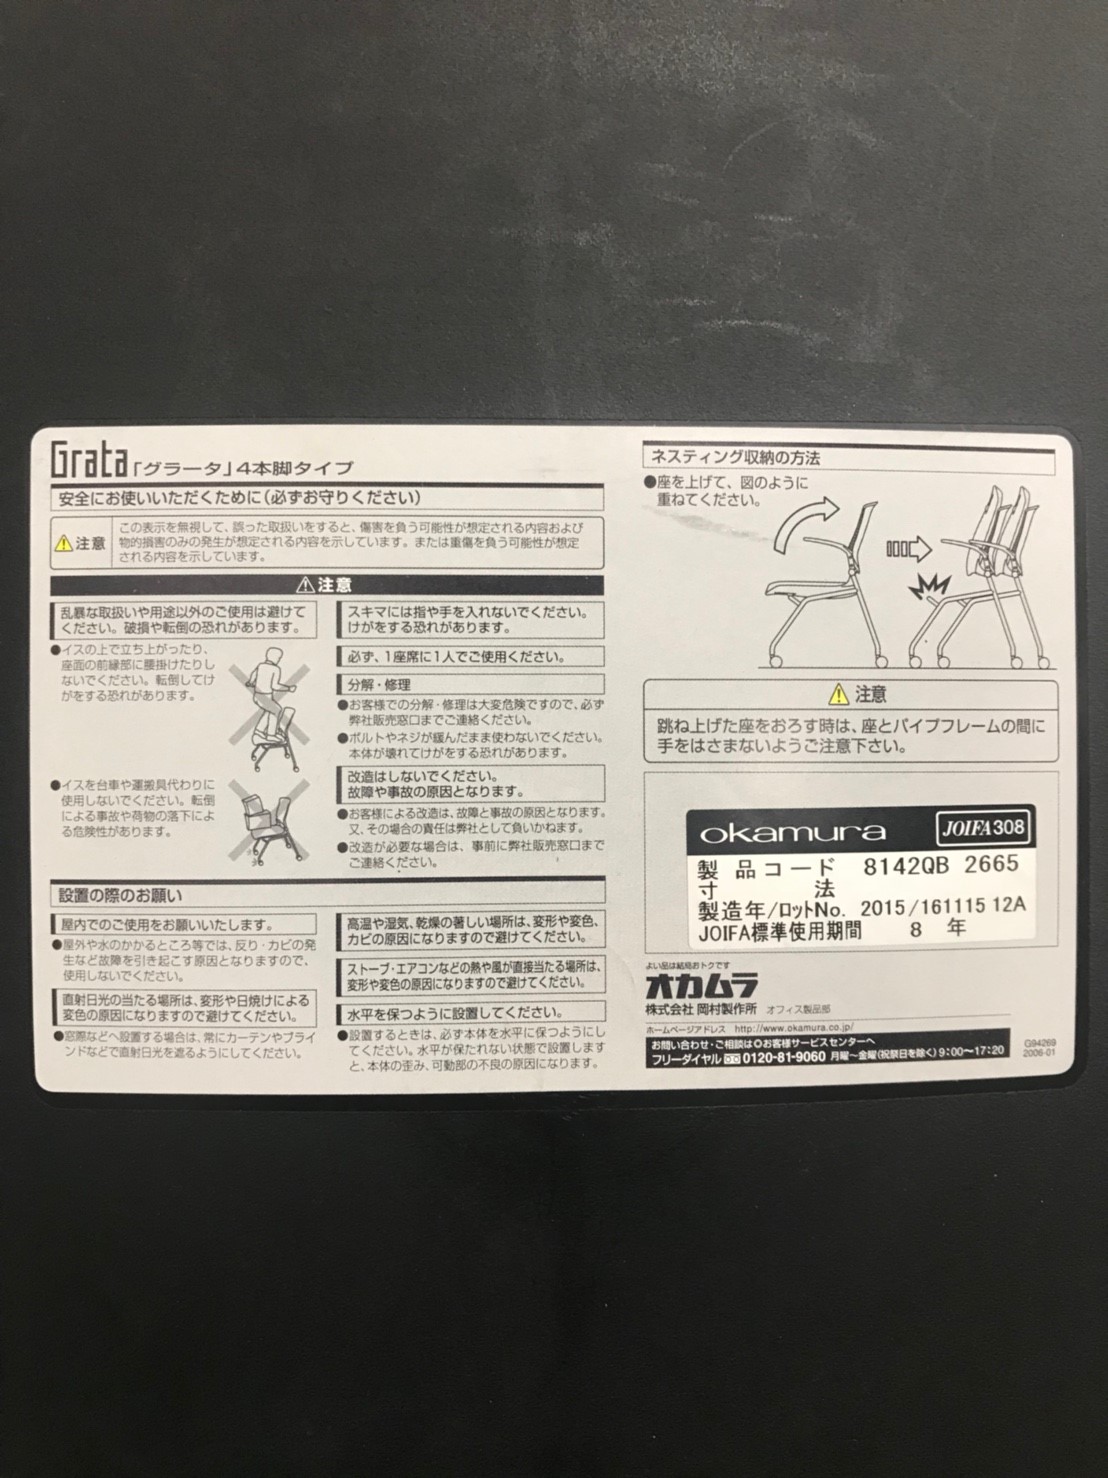 Grata「グラータ」4本脚タイプ
安全にお使いいただくために(必ずお守りください)
注意
この表示を無視して、誤った取扱いをすると、傷害を負う可能性が想定される内容および
物的損害のみの発生が想定される内容を示しています。または重傷を負う可能性が想定
される内容を示しています。
注意
乱暴な取扱いや用途以外のご使用は避けて
ください。破損や転倒の恐れがあります。
●イスの上で立ち上がったり、
座面の前縁部に腰掛けたりし
ないでください。転倒してけ
がをする恐れがあります。
●イスを台車や運搬具代わりに
使用しないでください。転倒
による事故や荷物の落下によ
る危険性があります。
スキマには指や手を入れないでください。
けがをする恐れがあります。
必ず、1座席に1人でご使用ください。
分解・修理
●お客様での分解・修理は大変危険ですので、必ず
弊社販売窓口までご連絡ください。
●ボルトやネジが緩んだまま使わないでください。
本体が壊れてけがをする恐れがあります。
改造はしないでください。
故障や事故の原因となります。
●お客様による改造は、故障と事故の原因となります。
又、その場合の責任は弊社として負いかねます。
●改造が必要な場合は、事前に弊社販売窓口まで
ご連絡ください。
設置の際のお願い
屋内でのご使用をお願いいたします。
●屋外や水のかかるところ等では、反り・カビの発
生など故障を引き起こす原因となりますので、
使用しないでください。
直射日光の当たる場所は、変形や日焼けによる
変色の原因になりますので避けてください。
●窓際などへ設置する場合は、常にカーテンやブライ
ンドなどで直射日光を遮るようにしてください。
高温や湿気、乾燥の著しい場所は、変形や変色、
カビの原因になりますので避けてください。
ストーブ・エアコンなどの熱や風が直接当たる場所は、
変形や変色の原因になりますので避けてください。
水平を保つように設置してください。
●設置するときは、必ず本体を水平に保つようにし
てください。水平が保たれない状態で設置します
と、本体の歪み、可動部の不良の原因になります。
ネスティング収納の方法
●座を上げて、図のように
重ねてください。
注意
跳ね上げた座をおろす時は、座とパイプフレームの間に
手をはさまないようご注意下さい。
okamura JOIFA308
製品コード 8142QB 2665
寸法
製造年/ロットNo. 2015/161115 12A
JOIFA標準使用期間 8 年
よい品は結局おトクです
オカムラ
株式会社 岡村製作所 オフィス製品部
ホームページアドレス http://www.okamura.co.jp/
お問い合わせ・ご相談は○お客様サービスセンターへ
フリーダイヤル 0120-81-9060 月曜〜金曜(祝祭日を除く)9:00〜17:20
G94269
2006-01